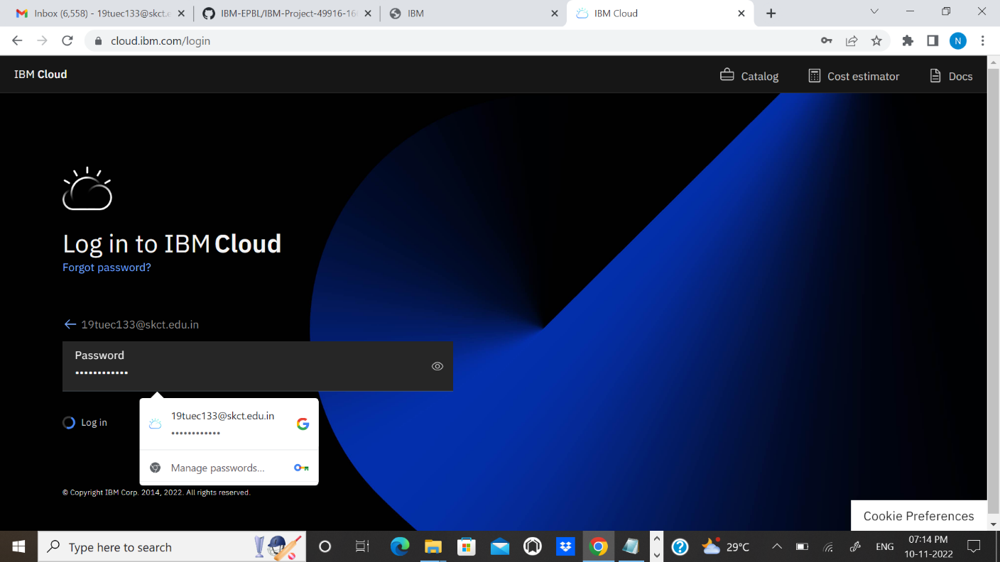 Inbox (6,558) - 19tuec133@skct.e
IBM-EPBL/IBM-Project-49916-16
IBM
IBM Cloud
cloud.ibm.com/login
N
IBM Cloud
Catalog
Cost estimator
Docs
Log in to IBM Cloud
Forgot password?
19tuec133@skct.edu.in
Password
••••••••••••
Log in
19tuec133@skct.edu.in
••••••••••••
Manage passwords...
© Copyright IBM Corp. 2014, 2022. All rights reserved.
Cookie Preferences
Type here to search
29°C
ENG
07:14 PM
10-11-2022